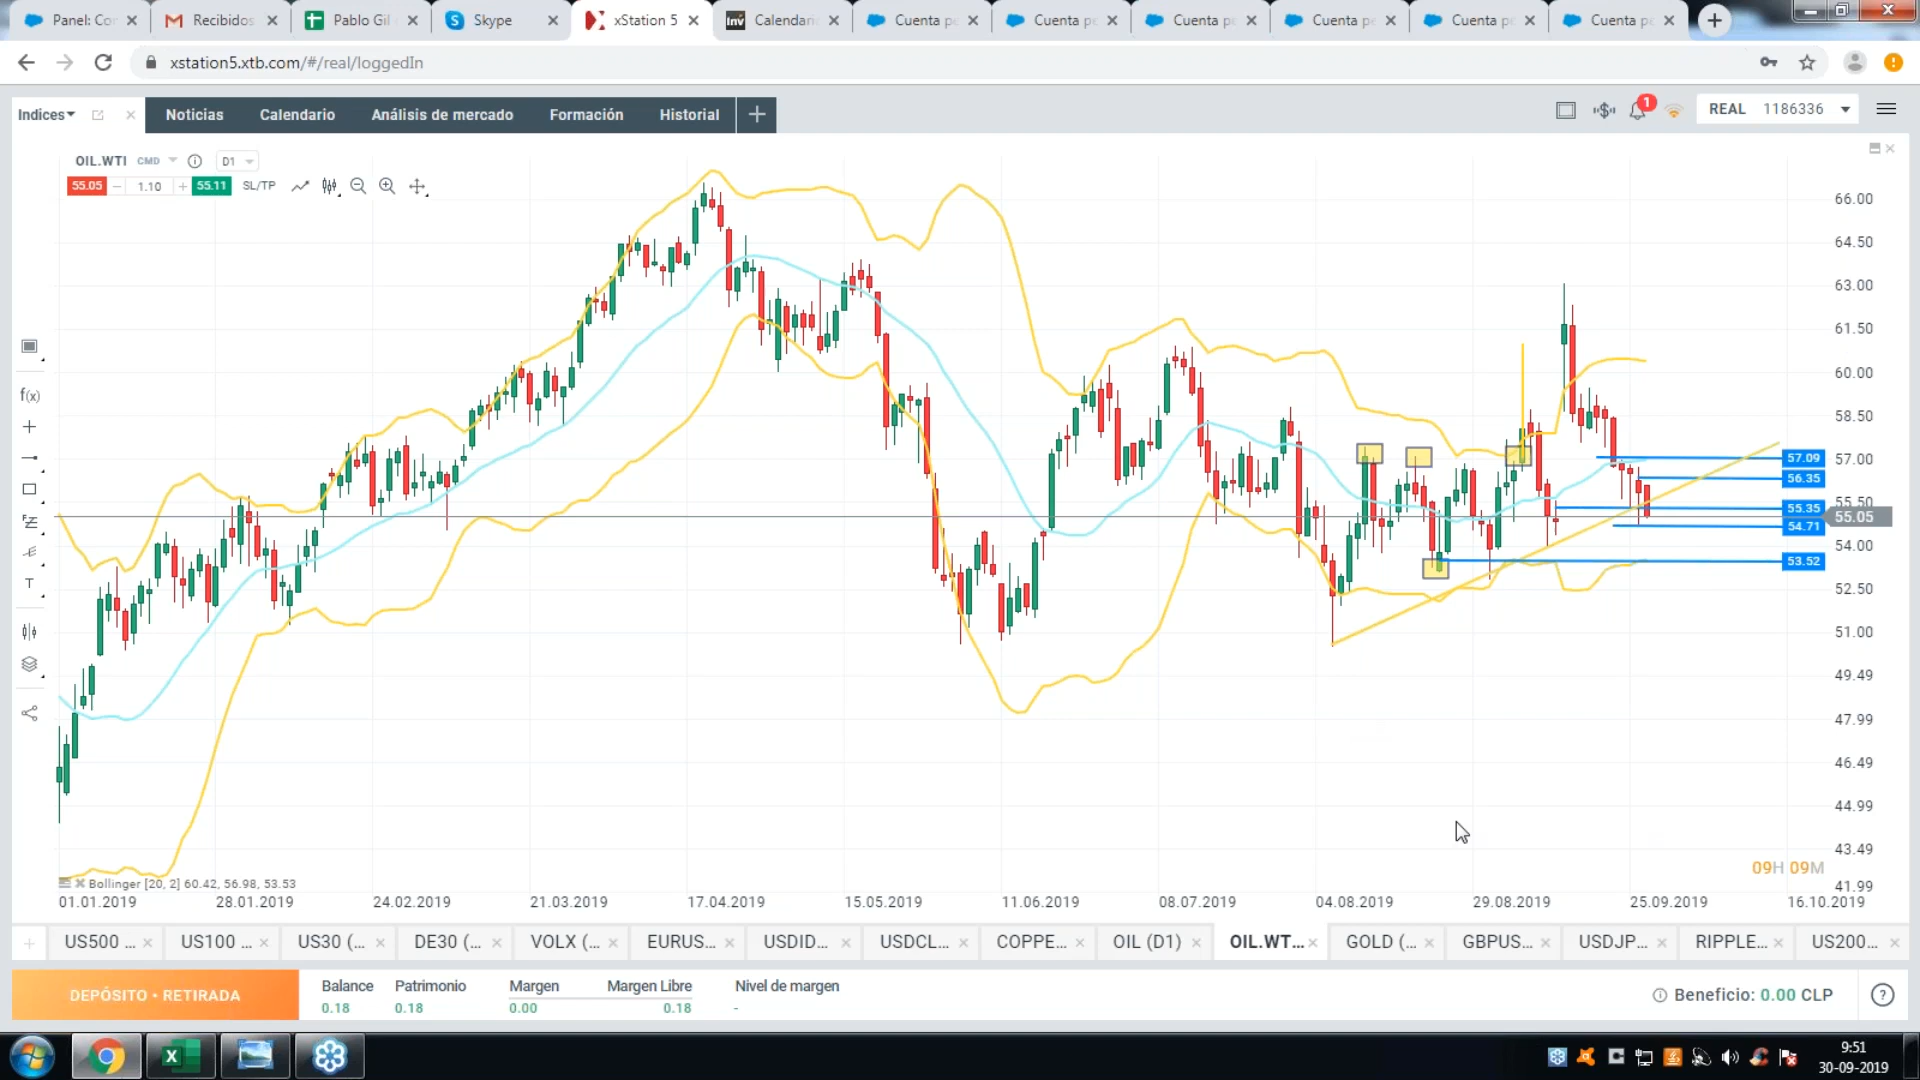 Panel: Con
Recibidos
Pablo Gil
Skype
xStation 5
Calendari
Cuenta pe
Cuenta pe
Cuenta pe
Cuenta pe
Cuenta pe
Cuenta pe
xstation5.xtb.com/#/real/loggedIn
Indices
Noticias
Calendario
Análisis de mercado
Formación
Historial
1
REAL 1186336
OIL.WTI CMD D1
55.05 1.10 55.11 SL/TP
66.00
64.50
63.00
61.50
60.00
58.50
57.00
55.50
54.00
52.50
51.00
49.49
47.99
46.49
44.99
43.49
41.99
57.09
56.35
55.35
55.05
54.71
53.52
f(x)
T
09H 09M
Bollinger [20, 2] 60.42, 56.98, 53.53
01.01.2019 28.01.2019 24.02.2019 21.03.2019 17.04.2019 15.05.2019 11.06.2019 08.07.2019 04.08.2019 29.08.2019 25.09.2019 16.10.2019
US500 ...
US100 ...
US30 (...
DE30 (...
VOLX (...
EURUS...
USDID...
USDCL...
COPPE...
OIL (D1)
OIL.WT...
GOLD (...
GBPUS...
USDJP...
RIPPLE...
US200...
DEPÓSITO • RETIRADA
Balance Patrimonio Margen Margen Libre Nivel de margen
0.18 0.18 0.00 0.18 -
Beneficio: 0.00 CLP
9:51
30-09-2019